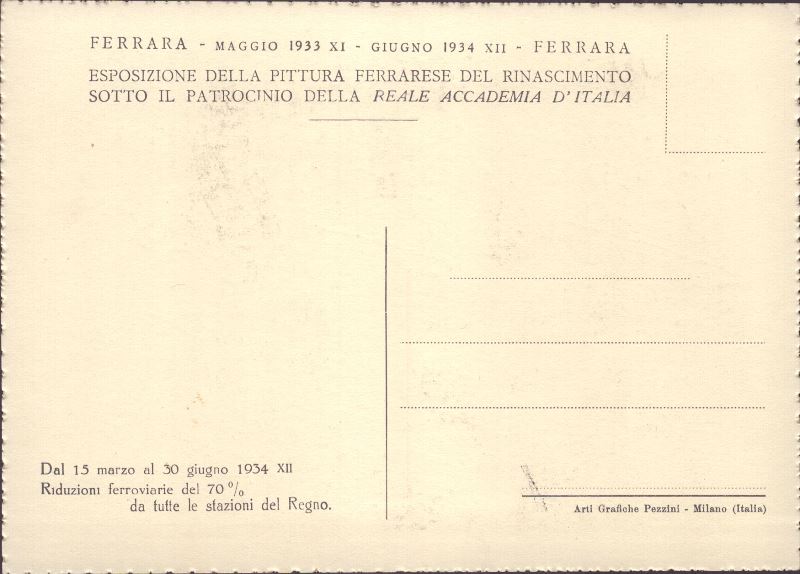 FERRARA - MAGGIO 1933 XI - GIUGNO 1934 XII - FERRARA
ESPOSIZIONE DELLA PITTURA FERRARESE DEL RINASCIMENTO
SOTTO IL PATROCINIO DELLA REALE ACCADEMIA D'ITALIA
Dal 15 marzo al 30 giugno 1934 XII
Riduzioni ferroviarie del 70 %
da tutte le stazioni del Regno.
Arti Grafiche Pezzini - Milano (Italia)